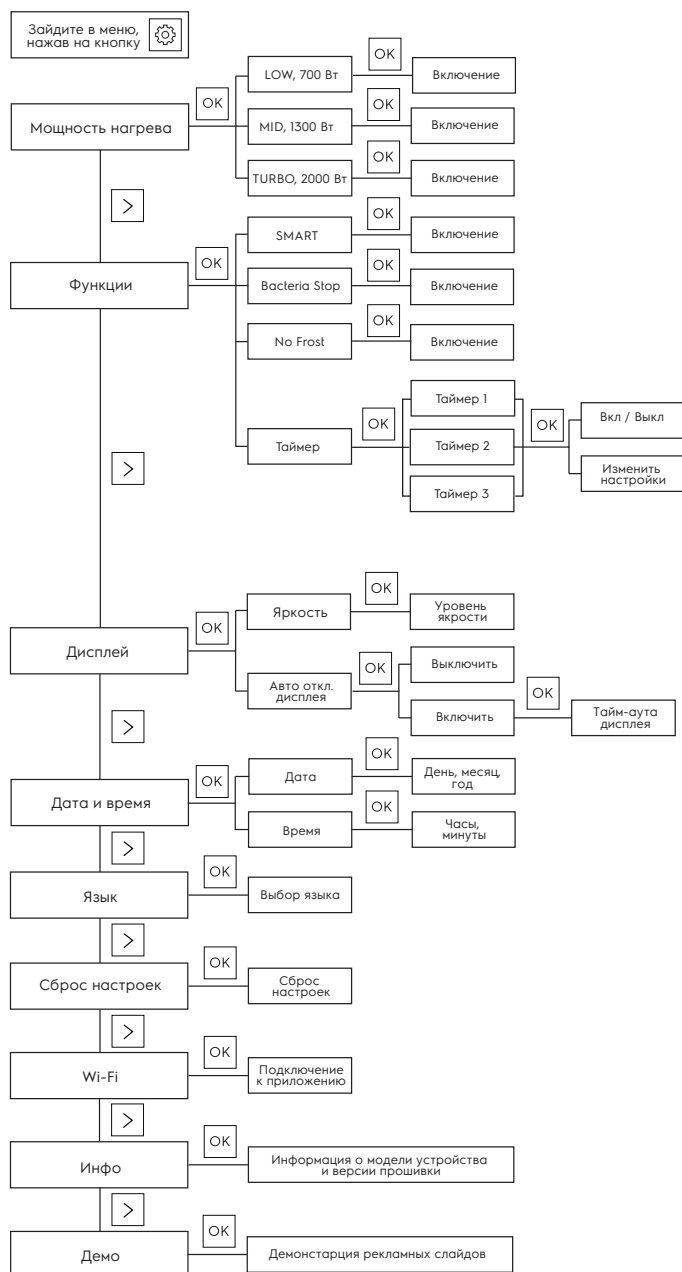 Зайдите в меню,
нажав на кнопку
OK
LOW, 700 Вт
OK
Включение
Мощность нагрева
MID, 1300 Вт
OK
Включение
TURBO, 2000 Вт
OK
Включение
>
Функции
OK
SMART
OK
Включение
Bacteria Stop
OK
Включение
No Frost
OK
Включение
Таймер
OK
Таймер 1
Таймер 2
Таймер 3
OK
Вкл / Выкл
Изменить
настройки
>
Дисплей
OK
Яркость
OK
Уровень
якрости
Авто откл.
дисплея
OK
Выключить
Включить
OK
Тайм-аута
дисплея
>
Дата и время
OK
Дата
OK
День, месяц,
год
Время
OK
Часы,
минуты
>
Язык
OK
Выбор языка
>
Сброс настроек
OK
Сброс
настроек
>
Wi-Fi
OK
Подключение
к приложению
>
Инфо
OK
Информация о модели устройства
и версии прошивки
>
Демо
OK
Демонстарция рекламных слайдов